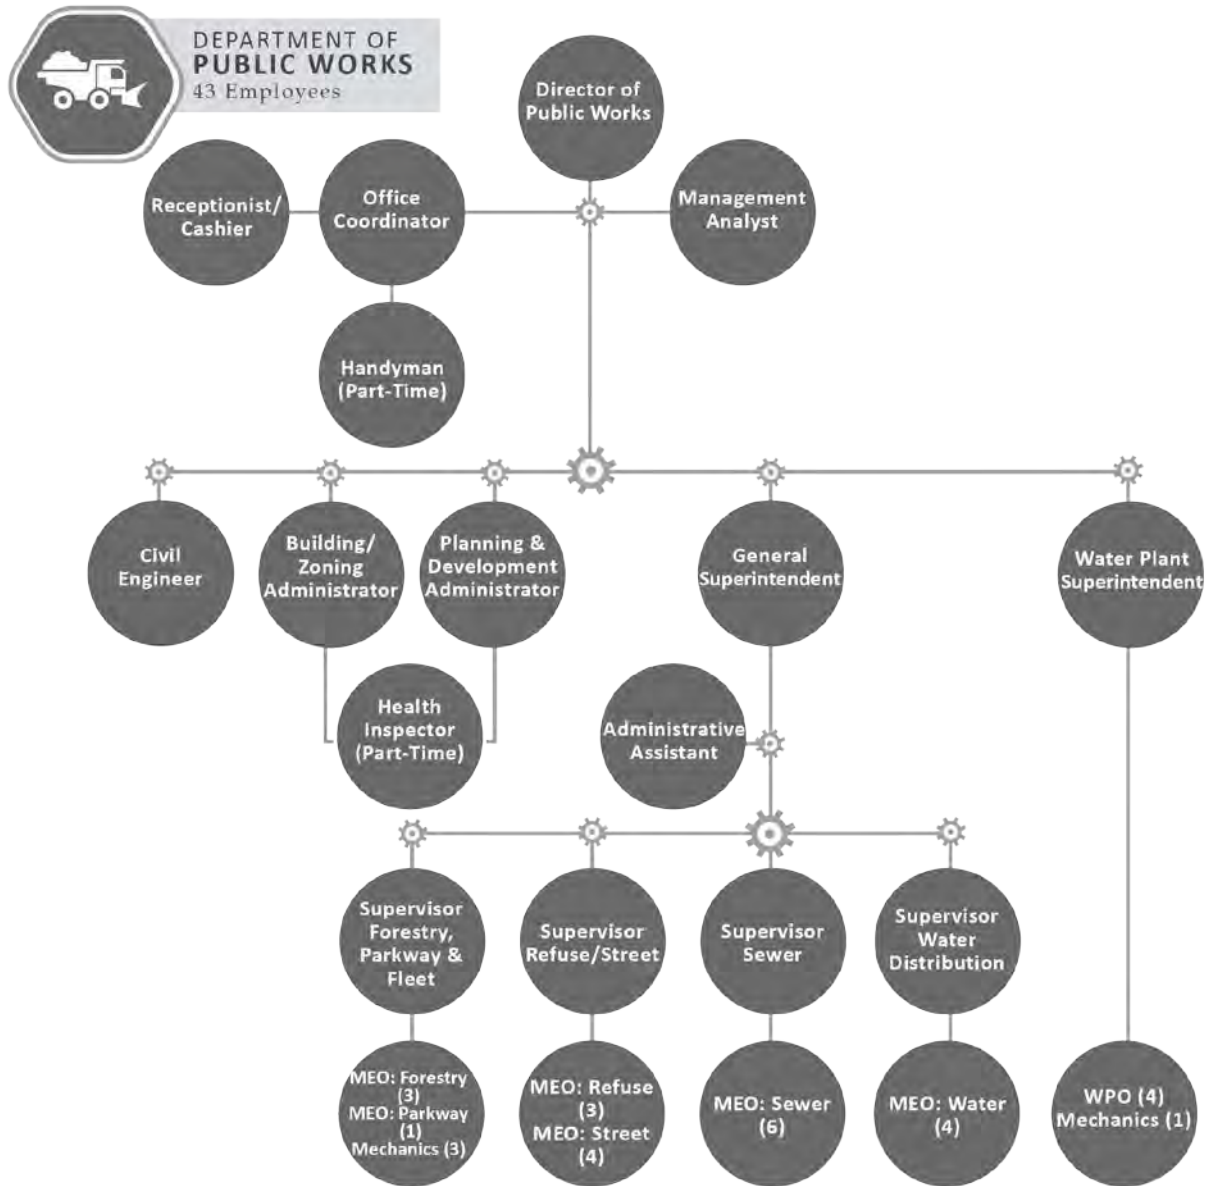 DEPARTMENT OF
PUBLIC WORKS
43 Employees
Director of
Public Works
Receptionist/
Cashier
Office
Coordinator
Management
Analyst
Handyman
(Part-Time)
Civil
Engineer
Building/
Zoning
Administrator
Planning &
Development
Administrator
General
Superintendent
Water Plant
Superintendent
Health
Inspector
(Part-Time)
Administrative
Assistant
Supervisor
Forestry,
Parkway &
Fleet
Supervisor
Refuse/Street
Supervisor
Sewer
Supervisor
Water
Distribution
MEO: Forestry
(3)
MEO: Parkway
(1)
Mechanics (3)
MEO: Refuse
(3)
MEO: Street
(4)
MEO: Sewer
(6)
MEO: Water
(4)
WPO (4)
Mechanics (1)